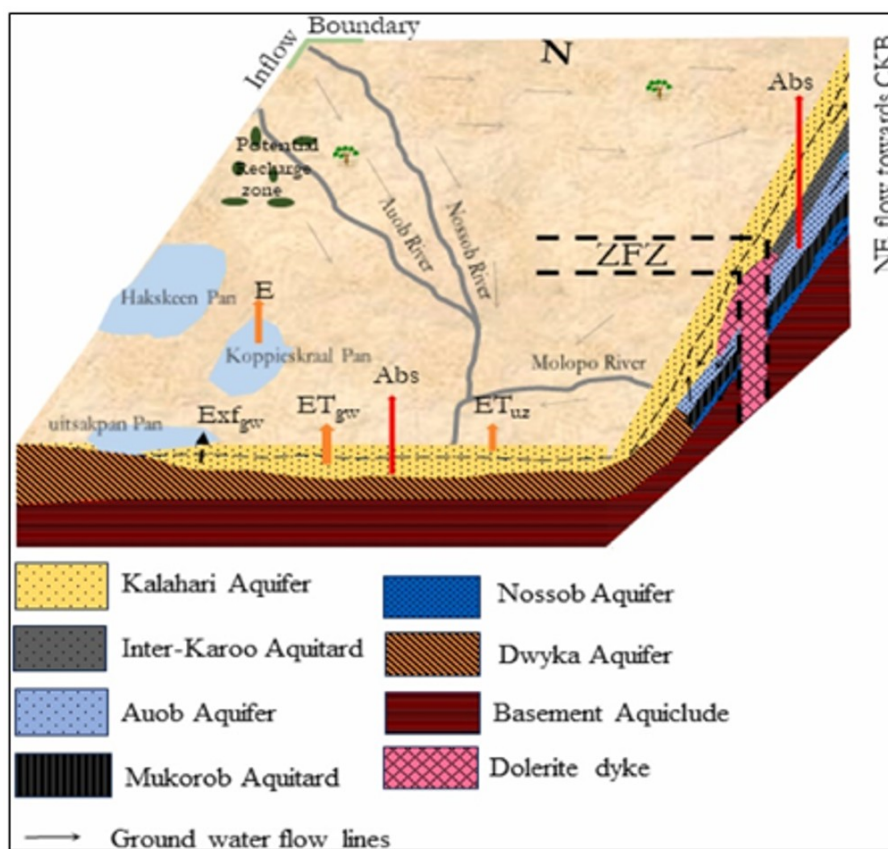 Inflow Boundary
N
Abs
Potential
Recharge
zone
Auob River
Nossob River
ZFZ
NE flow towards CKB
Hakskeen Pan
E
Koppieskraal Pan
Molopo River
Abs
uitsakpan Pan
Exfgw
ETgw
ETuz
Kalahari Aquifer
Nossob Aquifer
Inter-Karoo Aquitard
Dwyka Aquifer
Auob Aquifer
Basement Aquiclude
Mukorob Aquitard
Dolerite dyke
Ground water flow lines